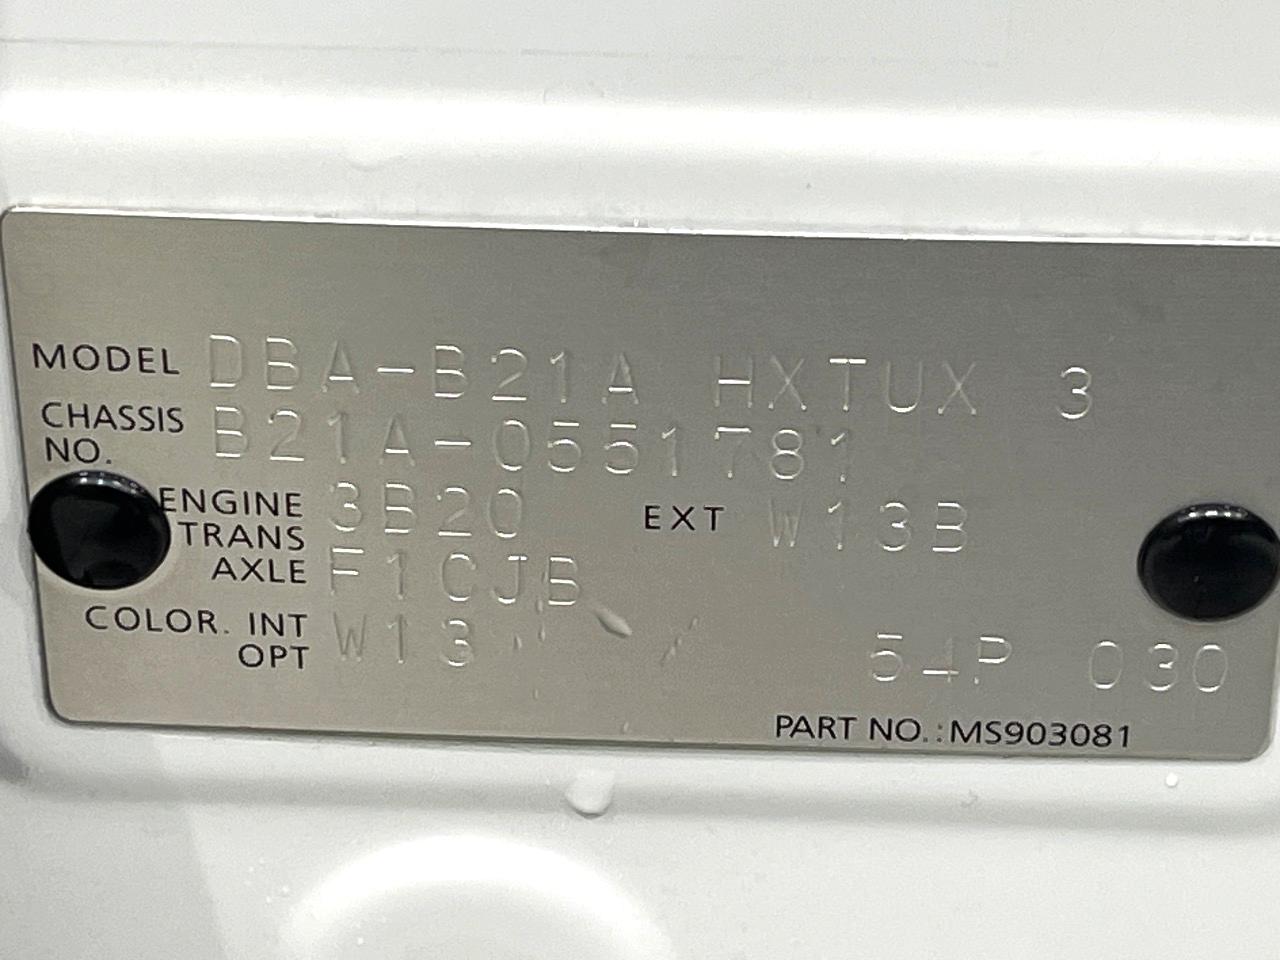 MODEL DBA-B21A HXTUX 3
CHASSIS NO. B21A-0551781
ENGINE 3B20 EXT W13B
TRANS AXLE F1CJB
COLOR. INT OPT W13 / 54P 030
PART NO.:MS903081